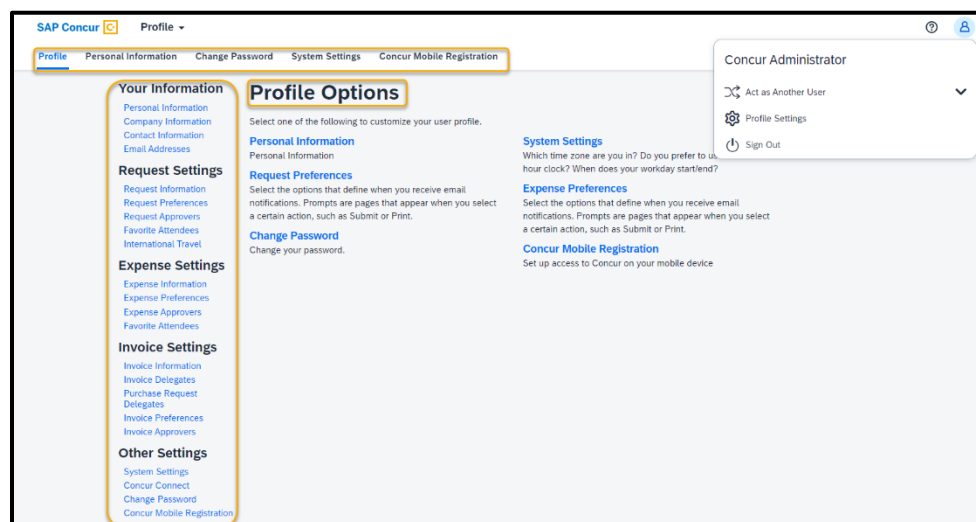 SAP Concur C Profile
Profile Personal Information Change Password System Settings Concur Mobile Registration
Concur Administrator
Act as Another User
Profile Settings
Sign Out
Your Information
Personal Information
Company Information
Contact Information
Email Addresses
Request Settings
Request Information
Request Preferences
Request Approvers
Favorite Attendees
International Travel
Expense Settings
Expense Information
Expense Preferences
Expense Approvers
Favorite Attendees
Invoice Settings
Invoice Information
Invoice Delegates
Purchase Request
Delegates
Invoice Preferences
Invoice Approvers
Other Settings
System Settings
Concur Connect
Change Password
Concur Mobile Registration
Profile Options
Select one of the following to customize your user profile.
Personal Information
Personal Information
Request Preferences
Select the options that define when you receive email
notifications. Prompts are pages that appear when you select
a certain action, such as Submit or Print.
Change Password
Change your password.
System Settings
Which time zone are you in? Do you prefer to
hour clock? When does your workday start/end?
Expense Preferences
Select the options that define when you receive email
notifications. Prompts are pages that appear when you select
a certain action, such as Submit or Print.
Concur Mobile Registration
Set up access to Concur on your mobile device